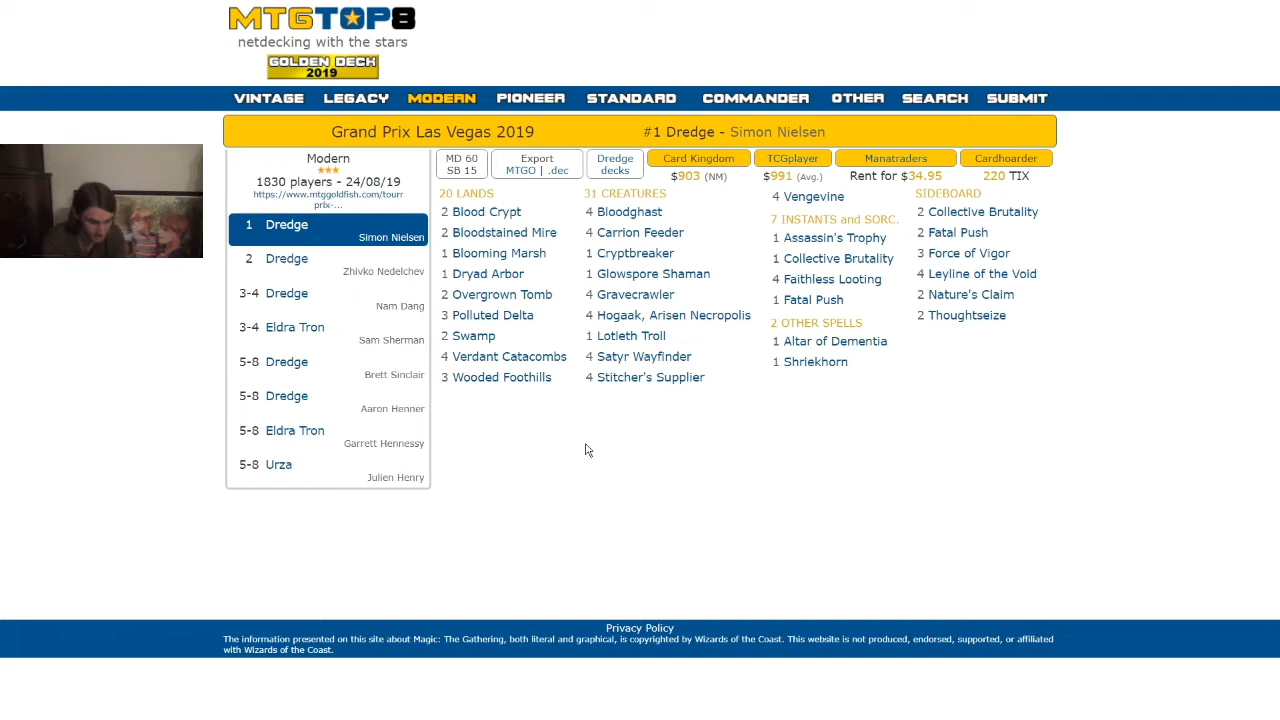 MTGTOP8
netdecking with the stars
GOLDEN DECK
2019
VINTAGE LEGACY MODERN PIONEER STANDARD COMMANDER OTHER SEARCH SUBMIT
Grand Prix Las Vegas 2019
#1 Dredge - Simon Nielsen
Modern
1830 players - 24/08/19
https://www.mtggoldfish.com/tourr
prix-...
1 Dredge
Simon Nielsen
2 Dredge
Zhivko Nedelchev
3-4 Dredge
Nam Dang
3-4 Eldra Tron
Sam Sherman
5-8 Dredge
Brett Sinclair
5-8 Dredge
Aaron Henner
5-8 Eldra Tron
Garrett Hennessy
5-8 Urza
Julien Henry
MD 60
SB 15
Export
MTGO | .dec
Dredge
decks
Card Kingdom
$903 (NM)
TCGplayer
$991 (Avg.)
Manatraders
Rent for $34.95
Cardhoarder
220 TIX
20 LANDS
2 Blood Crypt
2 Bloodstained Mire
1 Blooming Marsh
1 Dryad Arbor
2 Overgrown Tomb
3 Polluted Delta
2 Swamp
4 Verdant Catacombs
3 Wooded Foothills
31 CREATURES
4 Bloodghast
4 Carrion Feeder
1 Cryptbreaker
1 Glowspore Shaman
4 Gravecrawler
4 Hogaak, Arisen Necropolis
1 Lotleth Troll
4 Satyr Wayfinder
4 Stitcher's Supplier
4 Vengevine
7 INSTANTS and SORC.
1 Assassin's Trophy
1 Collective Brutality
4 Faithless Looting
1 Fatal Push
2 OTHER SPELLS
1 Altar of Dementia
1 Shriekhorn
SIDEBOARD
2 Collective Brutality
2 Fatal Push
3 Force of Vigor
4 Leyline of the Void
2 Nature's Claim
2 Thoughtseize
Privacy Policy
The information presented on this site about Magic: The Gathering, both literal and graphical, is copyrighted by Wizards of the Coast. This website is not produced, endorsed, supported, or affiliated
with Wizards of the Coast.